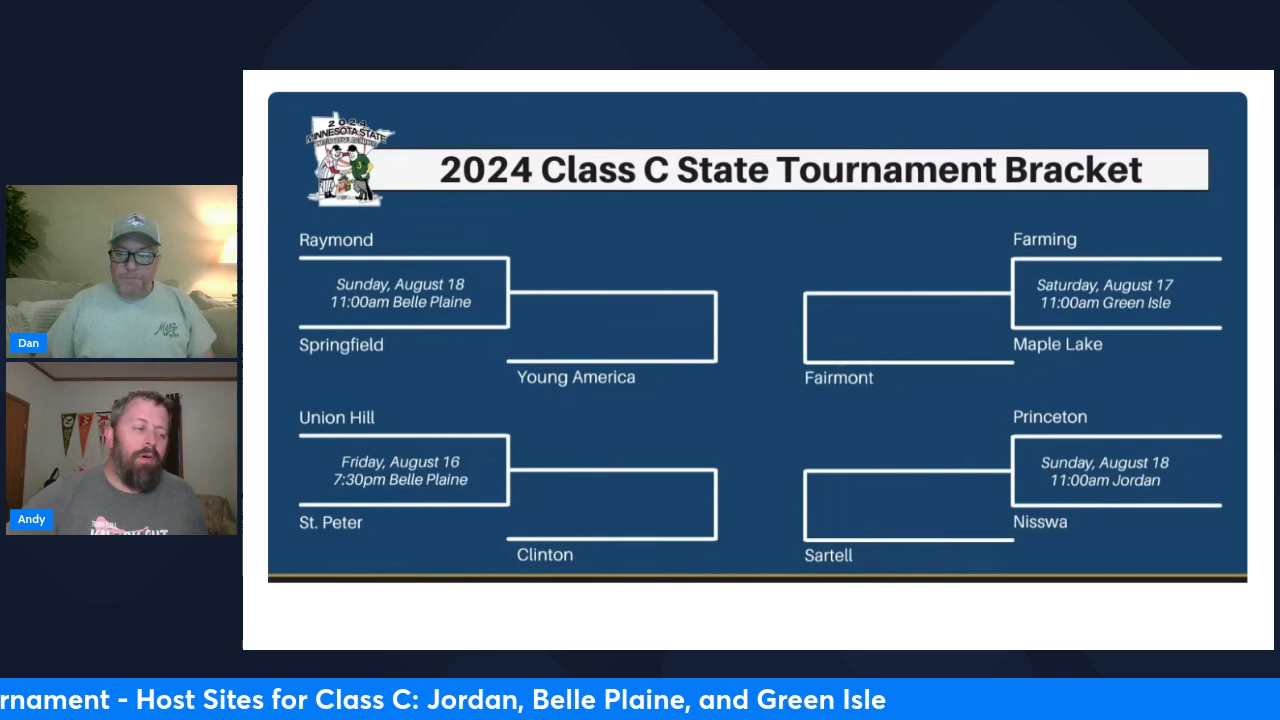 2024
MINNESOTA STATE
2024 Class C State Tournament Bracket
Raymond
Sunday, August 18
11:00am Belle Plaine
Springfield
Young America
Union Hill
Friday, August 16
7:30pm Belle Plaine
St. Peter
Clinton
Farming
Saturday, August 17
11:00am Green Isle
Maple Lake
Fairmont
Princeton
Sunday, August 18
11:00am Jordan
Nisswa
Sartell
Dan
Andy
rnament - Host Sites for Class C: Jordan, Belle Plaine, and Green Isle